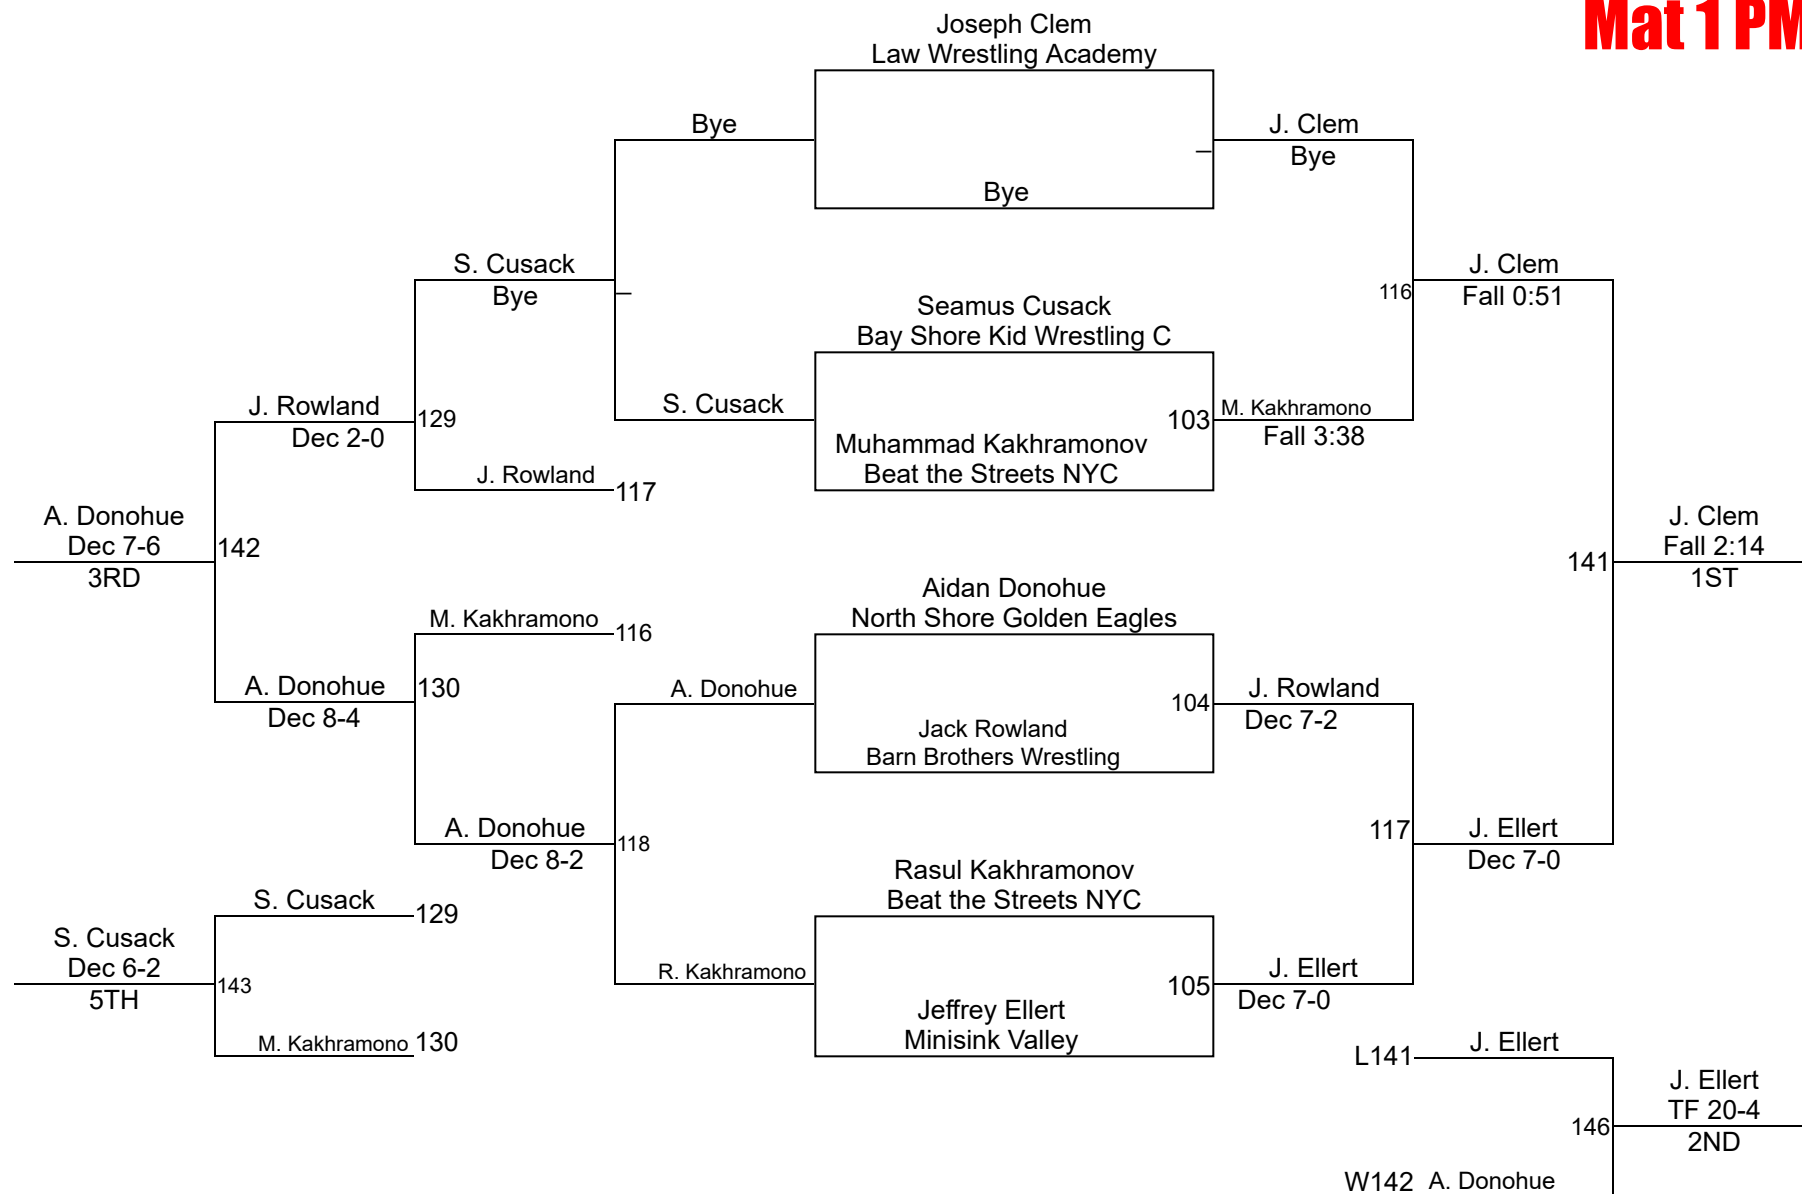 Mat 1 PM
Joseph Clem
Law Wrestling Academy
Bye
J. Clem
Bye
Bye
S. Cusack
Bye
J. Clem
Fall 0:51
116
Seamus Cusack
Bay Shore Kid Wrestling C
J. Rowland
Dec 2-0
129
S. Cusack
103
M. Kakhramono
Fall 3:38
Muhammad Kakhramonov
Beat the Streets NYC
J. Rowland
117
A. Donohue
Dec 7-6
3RD
142
141
J. Clem
Fall 2:14
1ST
Aidan Donohue
North Shore Golden Eagles
M. Kakhramono
116
A. Donohue
Dec 8-4
130
A. Donohue
104
J. Rowland
Dec 7-2
Jack Rowland
Barn Brothers Wrestling
A. Donohue
Dec 8-2
118
117
J. Ellert
Dec 7-0
Rasul Kakhramonov
Beat the Streets NYC
S. Cusack
129
S. Cusack
Dec 6-2
5TH
143
R. Kakhramono
105
J. Ellert
Dec 7-0
Jeffrey Ellert
Minisink Valley
M. Kakhramono
130
L141
J. Ellert
J. Ellert
TF 20-4
2ND
146
W142
A. Donohue